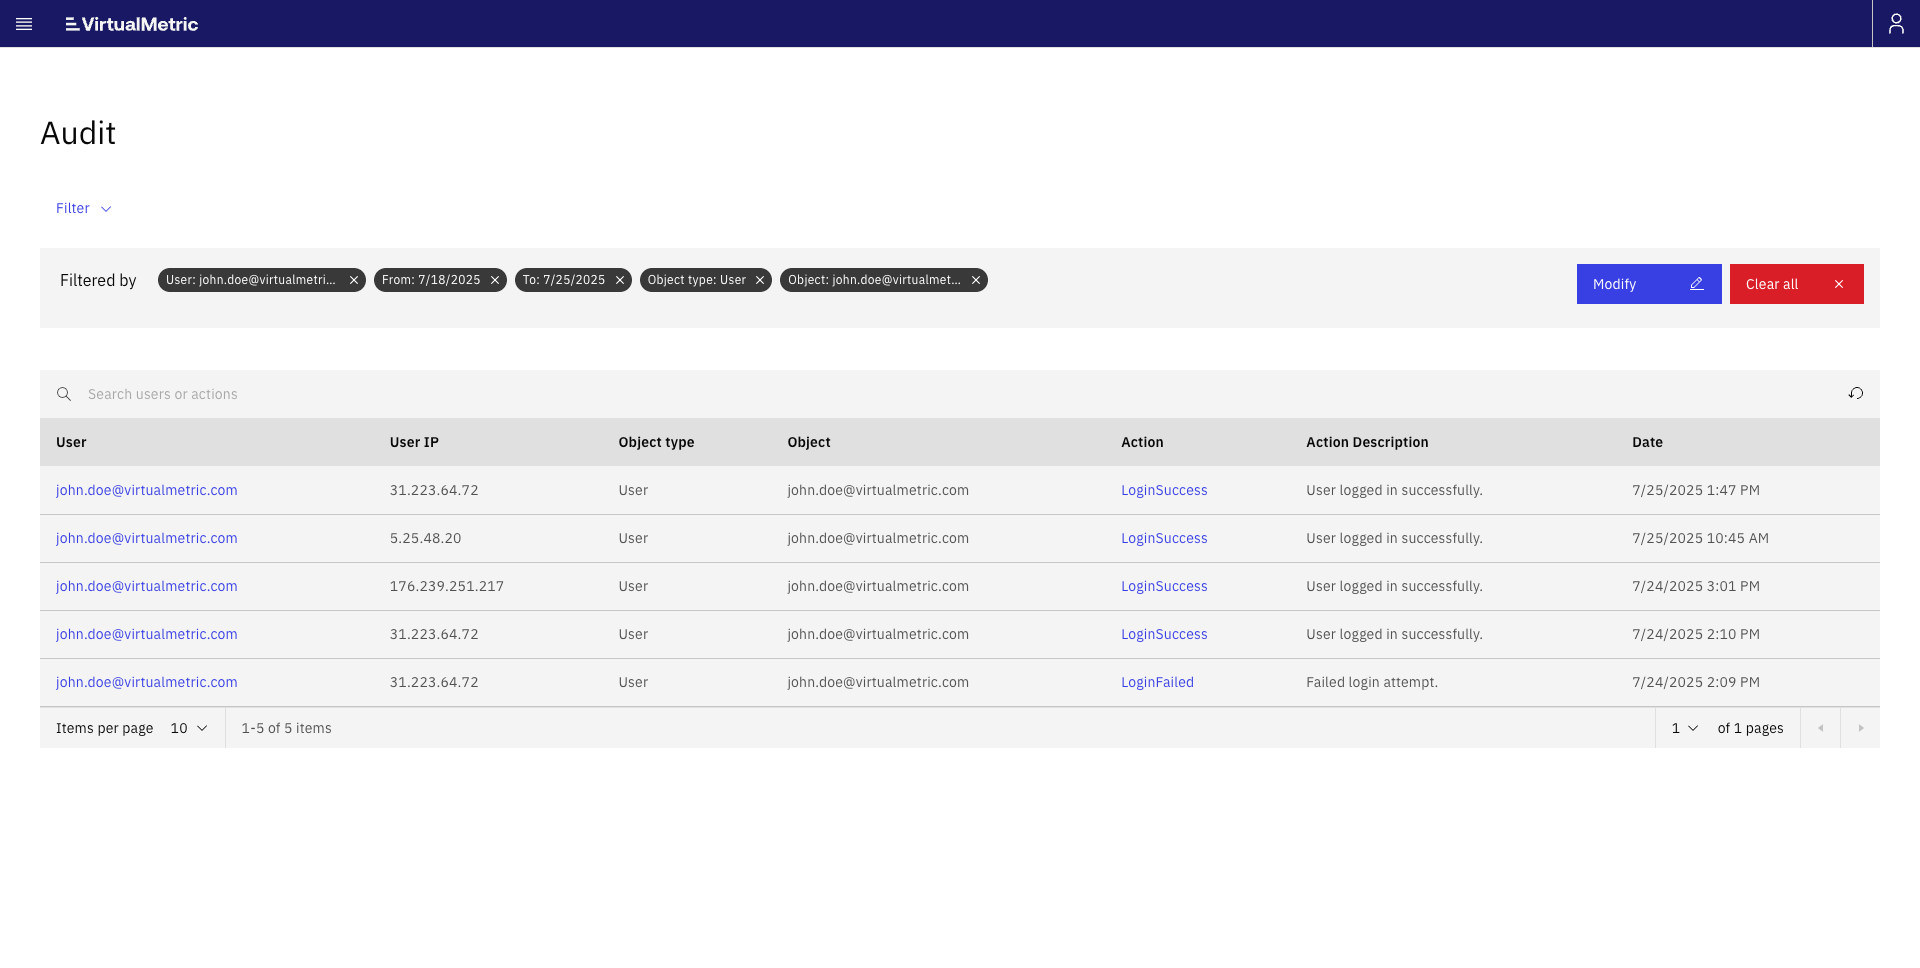 VirtualMetric
Audit
Filter
Filtered by User: john.doe@virtualmetri... From: 7/18/2025 To: 7/25/2025 Object type: User Object: john.doe@virtualmet... Modify Clear all
Search users or actions
User User IP Object type Object Action Action Description Date
john.doe@virtualmetric.com 31.223.64.72 User john.doe@virtualmetric.com LoginSuccess User logged in successfully. 7/25/2025 1:47 PM
john.doe@virtualmetric.com 5.25.48.20 User john.doe@virtualmetric.com LoginSuccess User logged in successfully. 7/25/2025 10:45 AM
john.doe@virtualmetric.com 176.239.251.217 User john.doe@virtualmetric.com LoginSuccess User logged in successfully. 7/24/2025 3:01 PM
john.doe@virtualmetric.com 31.223.64.72 User john.doe@virtualmetric.com LoginSuccess User logged in successfully. 7/24/2025 2:10 PM
john.doe@virtualmetric.com 31.223.64.72 User john.doe@virtualmetric.com LoginFailed Failed login attempt. 7/24/2025 2:09 PM
Items per page 10 1-5 of 5 items 1 of 1 pages